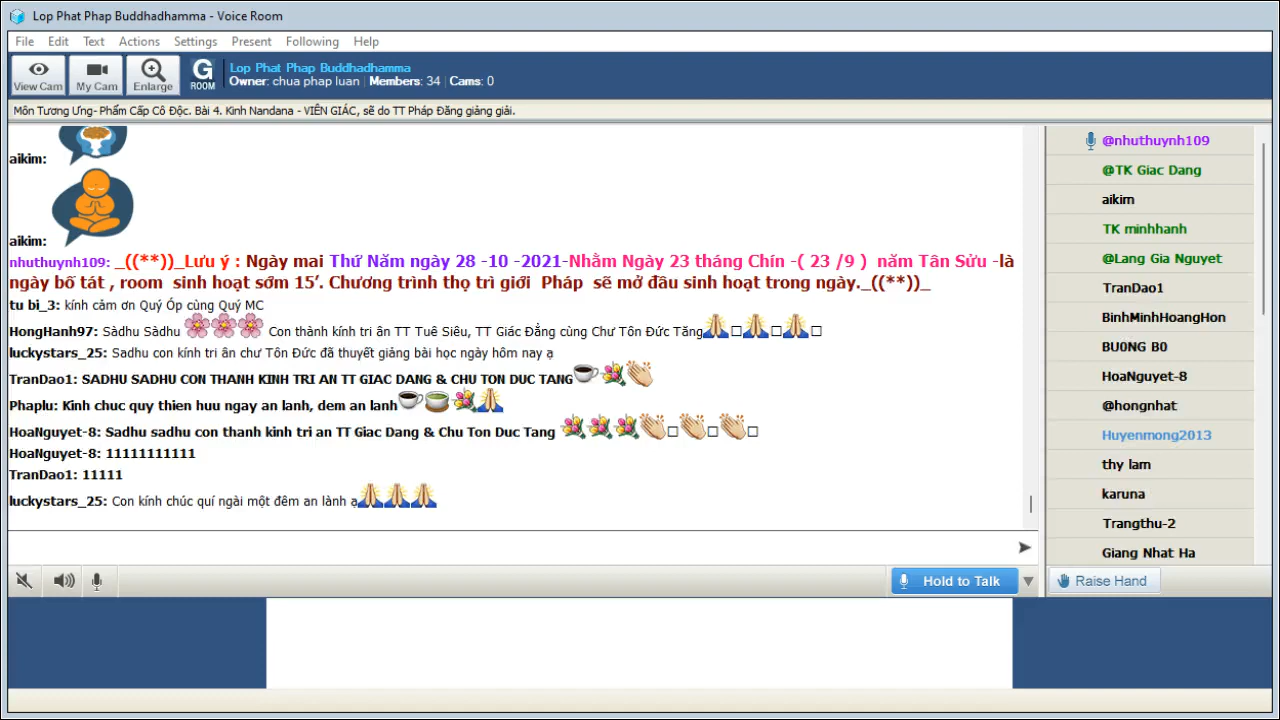 Lop Phat Phap Buddhadhamma - Voice Room
File Edit Text Actions Settings Present Following Help
View Cam My Cam Enlarge G ROOM
Lop Phat Phap Buddhadhamma
Owner: chua phap luan | Members: 34 | Cams: 0
Môn Tương Ưng- Phẩm Cấp Cô Độc. Bài 4. Kinh Nandana - VIÊN GIÁC, sẽ do TT Pháp Đăng giảng giải.
aikim:
aikim:
nhuthuynh109: _((**))_Lưu ý : Ngày mai Thứ Năm ngày 28 -10 -2021-Nhằm Ngày 23 tháng Chín -( 23 /9 ) năm Tân Sửu -là
ngày bố tát , room sinh hoạt sớm 15’. Chương trình thọ trì giới Pháp sẽ mở đầu sinh hoạt trong ngày._((**))_
tu bi_3: kính cảm ơn Quý Óp cùng Quý MC
HongHanh97: Sàdhu Sàdhu 🌸🌸🌸 Con thành kính tri ân TT Tuệ Siêu, TT Giác Đẳng cùng Chư Tôn Đức Tăng🙏□🙏□🙏□
luckystars_25: Sadhu con kính tri ân chư Tôn Đức đã thuyết giảng bài học ngày hôm nay ạ
TranDao1: SADHU SADHU CON THANH KINH TRI AN TT GIAC DANG & CHU TON DUC TANG☕💐👏
Phaplu: Kinh chuc quy thien huu ngay an lanh, dem an lanh☕🍵💐🙏
HoaNguyet-8: Sadhu sadhu con thanh kinh tri an TT Giac Dang & Chu Ton Duc Tang 💐💐💐👏□👏□👏□
HoaNguyet-8: 11111111111
TranDao1: 11111
luckystars_25: Con kính chúc quí ngài một đêm an lành ạ🙏🙏🙏
Hold to Talk
@nhuthuynh109
@TK Giac Dang
aikim
TK minhhanh
@Lang Gia Nguyet
TranDao1
BinhMinhHoangHon
BU0NG B0
HoaNguyet-8
@hongnhat
Huyenmong2013
thy lam
karuna
Trangthu-2
Giang Nhat Ha
Raise Hand